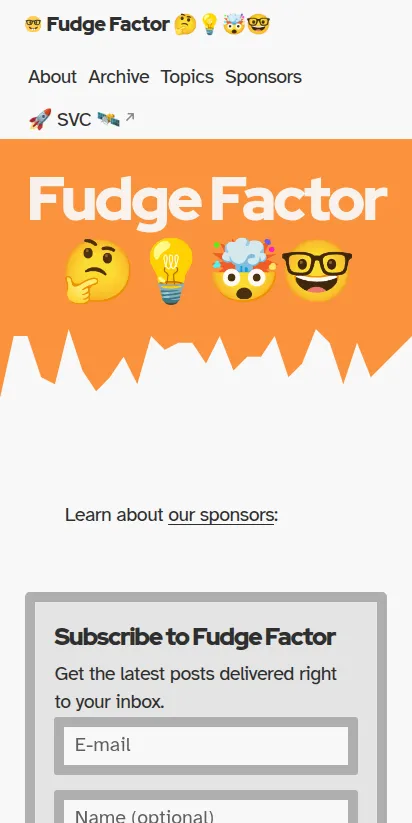 🤓 Fudge Factor 🤔💡🤯🤓
About Archive Topics Sponsors
🚀 SVC 🛰️ ↗
Fudge Factor
🤔💡🤯🤓
Learn about our sponsors:
Subscribe to Fudge Factor
Get the latest posts delivered right
to your inbox.
E-mail
Name (optional)